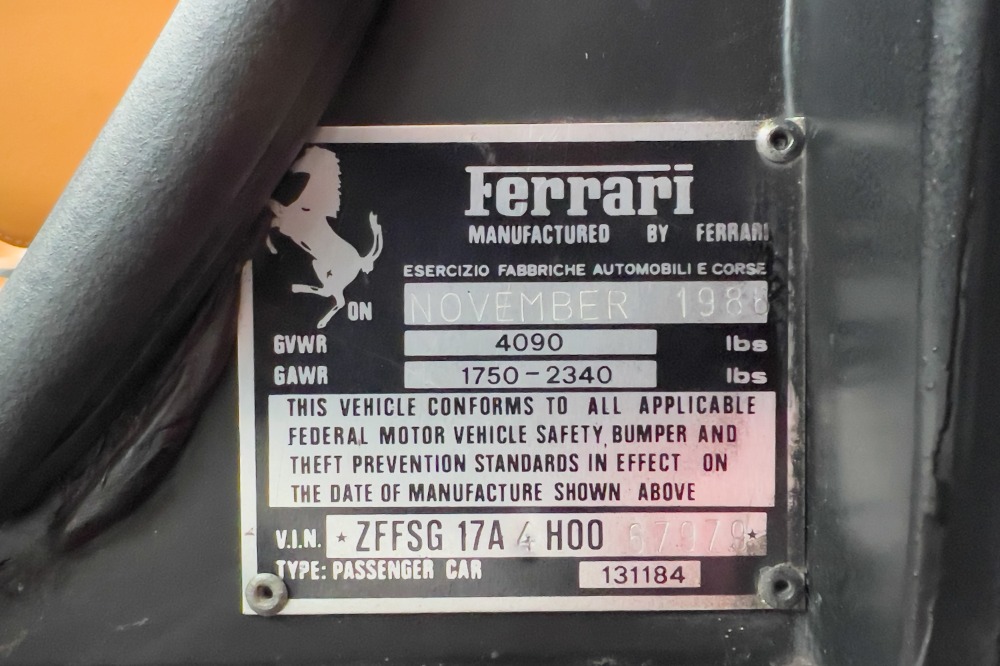 Ferrari
MANUFACTURED BY FERRARI
ESERCIZIO FABBRICHE AUTOMOBILI E CORSE
ON NOVEMBER 1986
GVWR 4090 lbs
GAWR 1750-2340 lbs
THIS VEHICLE CONFORMS TO ALL APPLICABLE
FEDERAL MOTOR VEHICLE SAFETY, BUMPER AND
THEFT PREVENTION STANDARDS IN EFFECT ON
THE DATE OF MANUFACTURE SHOWN ABOVE
V.I.N. ★ ZFFSG 17A 4 H00 67979 ★
TYPE: PASSENGER CAR 131184